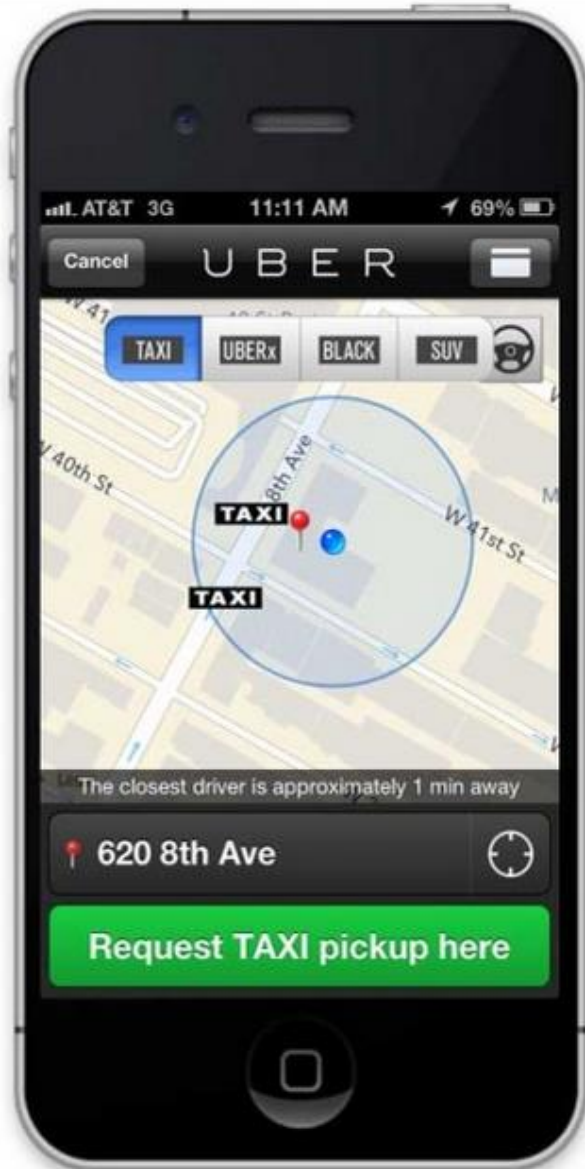 AT&T 3G 11:11 AM 69%
Cancel UBER
W 41
TAXI UBERx BLACK SUV
W 40th St
8th Ave
W 41st St
TAXI
TAXI
The closest driver is approximately 1 min away
620 8th Ave
Request TAXI pickup here